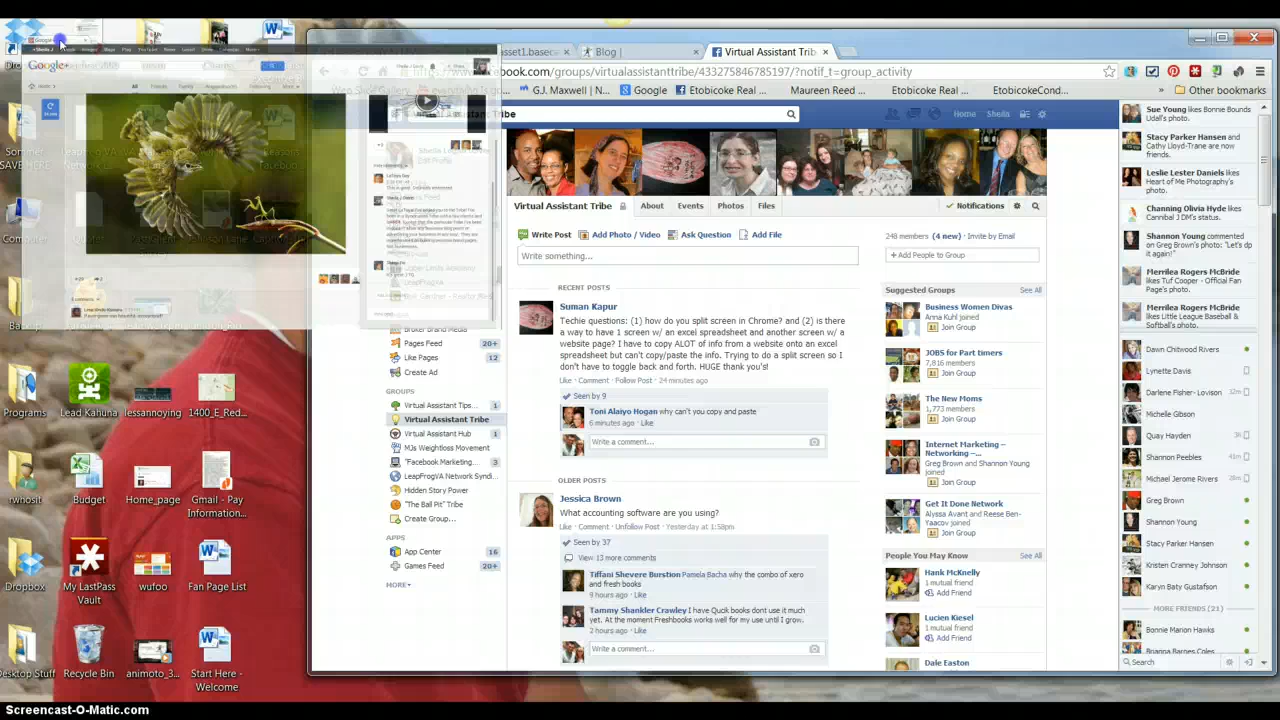 asset1.basec
Blog |
Virtual Assistant Trib
.com/groups/virtualassistanttribe/433275846785197/?notif_t=group_activity
G.J. Maxwell N...
Google
Etobicoke Real ...
Maureen Reed ...
Etobicoke Real ...
EtobicokeCond...
»
Other bookmarks
Google
Home
Sheila
Virtual Assistant Tribe
About
Events
Photos
Files
Notifications
Write Post
Add Photo / Video
Ask Question
Add File
Write something...
248 members (4 new) · Invite by Email
+ Add People to Group
RECENT POSTS
Suman Kapur
Techie questions: (1) how do you split screen in Chrome? and (2) is there
a way to have 1 screen w/ an excel spreadsheet and another screen w/
website page? I have to copy ALOT of info from a website onto an excel
spreadsheet but can't copy/paste the info. Trying to do a split screen so I
don't have to toggle back and forth. HUGE thank you's!
Like · Comment · Follow Post · 24 minutes ago
Seen by 9
Toni Alaiyo Hogan why can't you copy and paste
6 minutes ago · Like
Write a comment...
OLDER POSTS
Jessica Brown
What accounting software are you using?
Like · Comment · Unfollow Post · Yesterday at 1:58pm
Seen by 37
View 13 more comments
Tiffani Shevere Burstion Pamela Bacha why the combo of xero
and fresh books
9 hours ago · Like
Tammy Shankler Crawley I have Quick books dont use it much
yet. At the moment Freshbooks works well for my use until I grow.
2 hours ago · Like
Write a comment...
Pages Feed 20+
Like Pages 12
Create Ad
GROUPS
Virtual Assistant Tips... 1
Virtual Assistant Tribe
Virtual Assistant Hub 1
MJs Weightloss Movement
"Facebook Marketing... 3
LeapFrogVA Network Syndi...
Hidden Story Power
"The Ball Pit" Tribe
Create Group...
APPS
App Center 16
Games Feed 20+
MORE
Suggested Groups See All
Business Women Divas
Anna Kuhl joined
Join Group
JOBS for Part timers
7,816 members
Join Group
The New Moms
1,773 members
Join Group
Internet Marketing –
Networking –...
Greg Brown and Shannon Young
joined
Join Group
Get It Done Network
Alyssa Avant and Reese Ben-
Yaacov joined
Join Group
People You May Know See All
Hank McKnelly
1 mutual friend
Add Friend
Lucien Kiesel
1 mutual friend
Add Friend
Dale Easton
Sue Young likes Bonnie Bounds
Udall's photo.
Stacy Parker Hansen and
Cathy Lloyd-Trane are now
friends.
Leslie Lester Daniels likes
Heart of Me Photography's
photo.
Channing Olivia Hyde likes
Cannibal J DM's status.
Shannon Young
commented
on Greg Brown's photo: "Let's dp
it again!"
Merrilea Rogers McBride
likes Tuf Cooper - Official Fan
Page's photo.
Merrilea Rogers McBride
likes Little League Baseball &
Softball's photo.
Dawn Chitwood Rivers
Lynette Davis
Darlene Fisher - Lovison 32m
Michelle Gibson
Quay Hayden
Shannon Peebles
Michael Jerome Rivers
Greg Brown
Shannon Young
Stacy Parker Hansen
Kristen Cranney Johnson
Karyn Baty Gustafson
MORE FRIENDS (21)
Bonnie Marion Hawks
Brianna Barnes Coles
Search
Programs
Lead Kahuna
lessannoying
1400_E_Red...
rwhosit
Budget
Home_page
Gmail - Pay
Information...
Dropbox
My LastPass
Vault
wufoo
Fan Page List
Desktop Stuff
Recycle Bin
animoto_3...
Start Here -
Welcome
Screencast-O-Matic.com